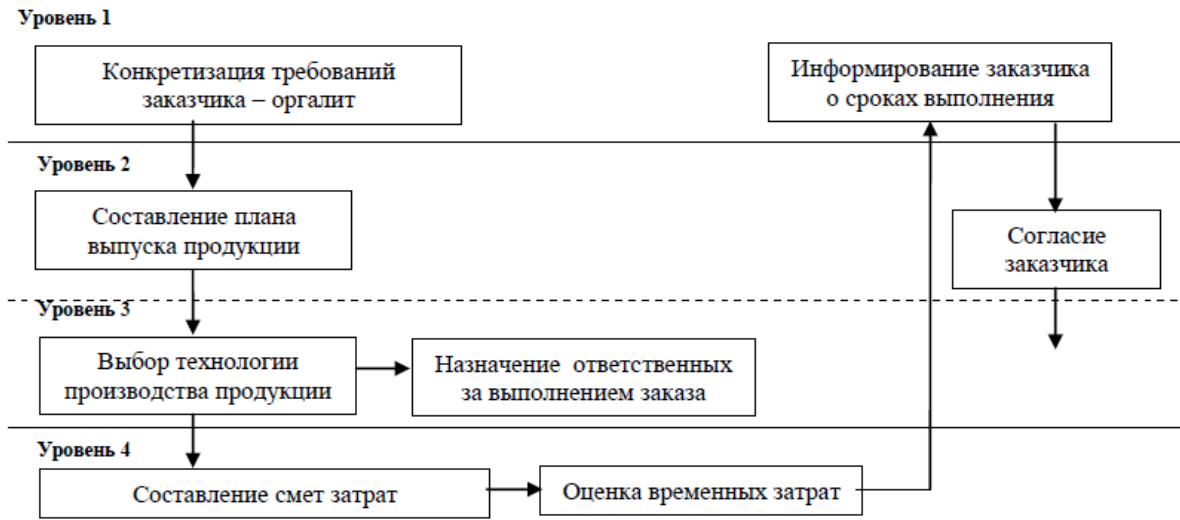 Уровень 1
Конкретизация требований
заказчика – оргалит
Информирование заказчика
о сроках выполнения
Уровень 2
Составление плана
выпуска продукции
Согласие
заказчика
Уровень 3
Выбор технологии
производства продукции
Назначение ответственных
за выполнением заказа
Уровень 4
Составление смет затрат
Оценка временных затрат